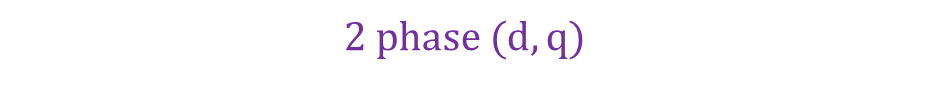 2 phase (d, q)